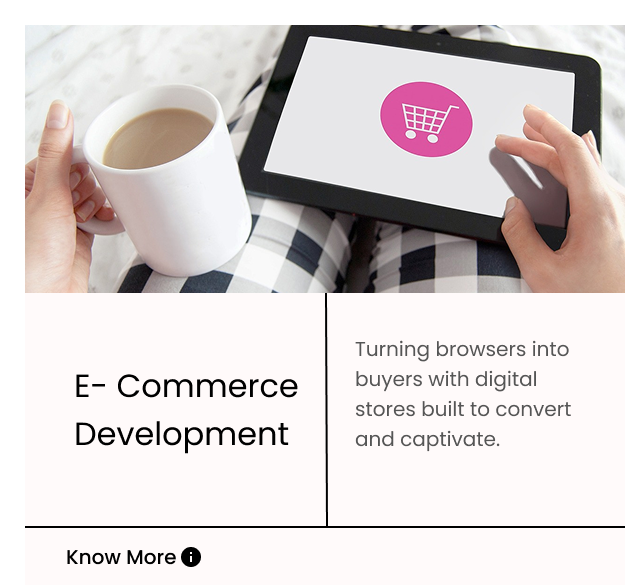 E- Commerce
Development
Turning browsers into
buyers with digital
stores built to convert
and captivate.
Know More